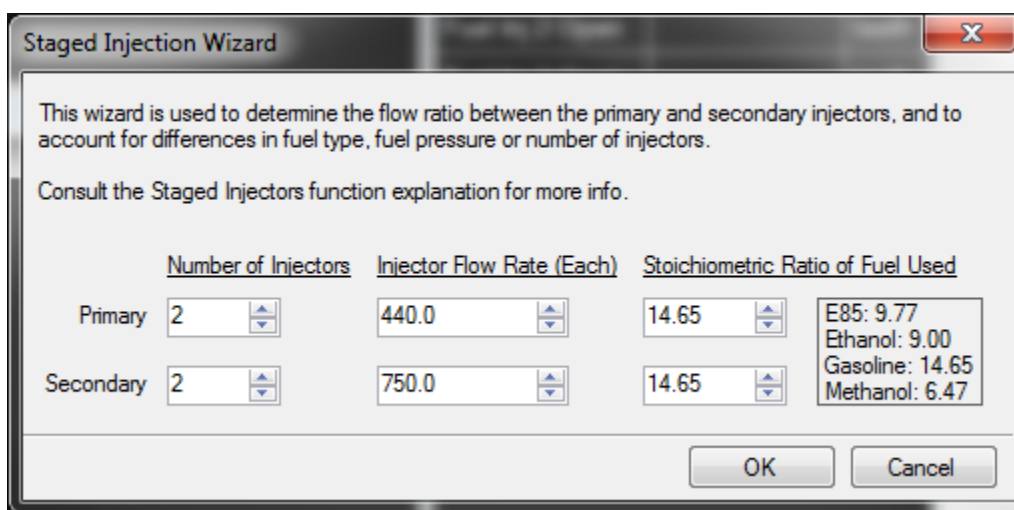 Staged Injection Wizard
This wizard is used to determine the flow ratio between the primary and secondary injectors, and to
account for differences in fuel type, fuel pressure or number of injectors.
Consult the Staged Injectors function explanation for more info.
Number of Injectors Injector Flow Rate (Each) Stoichiometric Ratio of Fuel Used
Primary 2 440.0 14.65
E85: 9.77
Ethanol: 9.00
Gasoline: 14.65
Methanol: 6.47
Secondary 2 750.0 14.65
OK Cancel